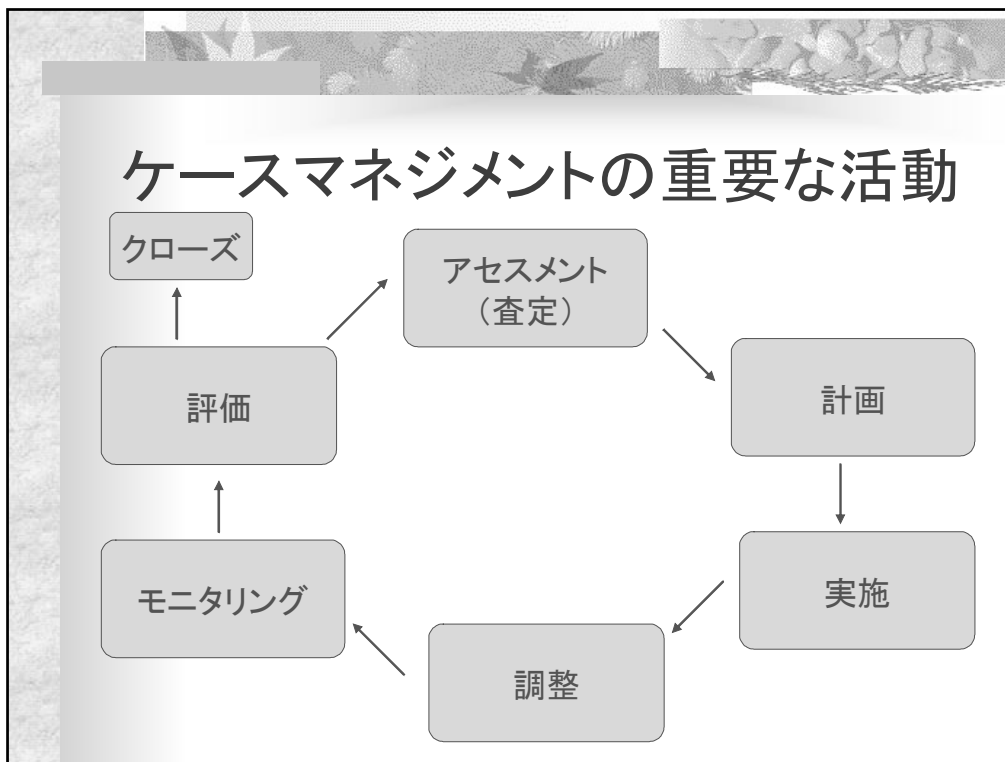 ケースマネジメントの重要な活動
クローズ
アセスメント
（査定）
計画
実施
調整
モニタリング
評価